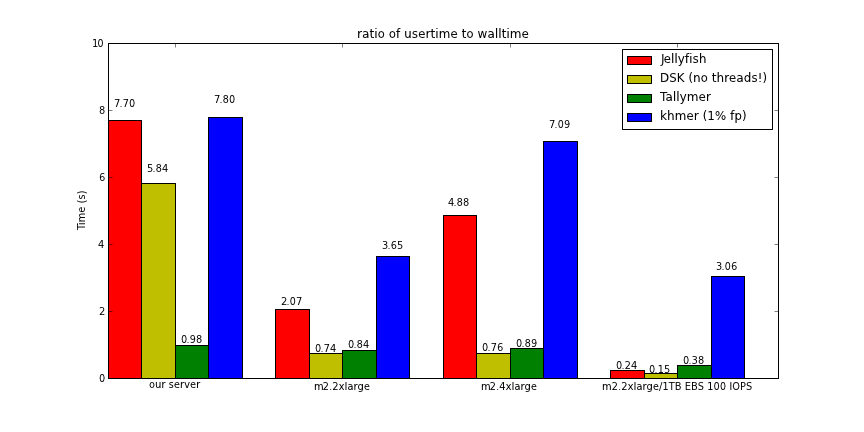 ratio of usertime to walltime
Time (s)
10
8
6
4
2
0
Jellyfish
DSK (no threads!)
Tallymer
khmer (1% fp)
7.70
5.84
0.98
7.80
2.07
0.74
0.84
3.65
4.88
0.76
0.89
7.09
0.24
0.15
0.38
3.06
our server
m2.2xlarge
m2.4xlarge
m2.2xlarge/1TB EBS 100 IOPS